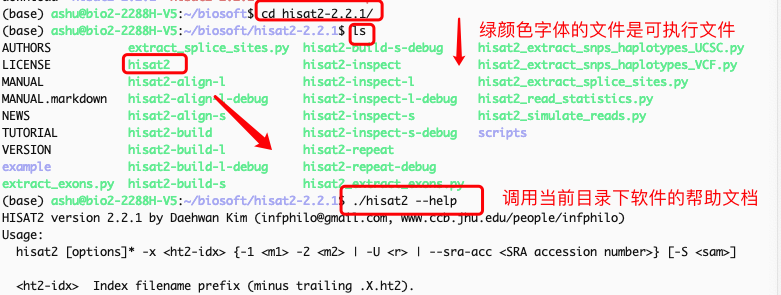 (base) ashu@bio2-2288H-V5:~/biosoft$ cd hisat2-2.2.1/
(base) ashu@bio2-2288H-V5:~/biosoft/hisat2-2.2.1$ ls
绿颜色字体的文件是可执行文件
AUTHORS extract_splice_sites.py hisat2-build-s-debug hisat2_extract_snps_haplotypes_UCSC.py
LICENSE hisat2 hisat2-inspect hisat2_extract_snps_haplotypes_VCF.py
MANUAL hisat2-align-l hisat2-inspect-l hisat2_extract_splice_sites.py
MANUAL.markdown hisat2-align-l-debug hisat2-inspect-l-debug hisat2_read_statistics.py
NEWS hisat2-align-s hisat2-inspect-s hisat2_simulate_reads.py
TUTORIAL hisat2-build hisat2-inspect-s-debug scripts
VERSION hisat2-build-l hisat2-repeat
example hisat2-build-l-debug hisat2-repeat-debug
extract_exons.py hisat2-build-s hisat2_extract_exons.py
(base) ashu@bio2-2288H-V5:~/biosoft/hisat2-2.2.1$ ./hisat2 --help
调用当前目录下软件的帮助文档
HISAT2 version 2.2.1 by Daehwan Kim (infphilo@gmail.com, www.ccb.jhu.edu/people/infphilo)
Usage:
hisat2 [options]* -x <ht2-idx> {-1 <m1> -2 <m2> | -U <r> | --sra-acc <SRA accession number>} [-S <sam>]
<ht2-idx> Index filename prefix (minus trailing .X.ht2).